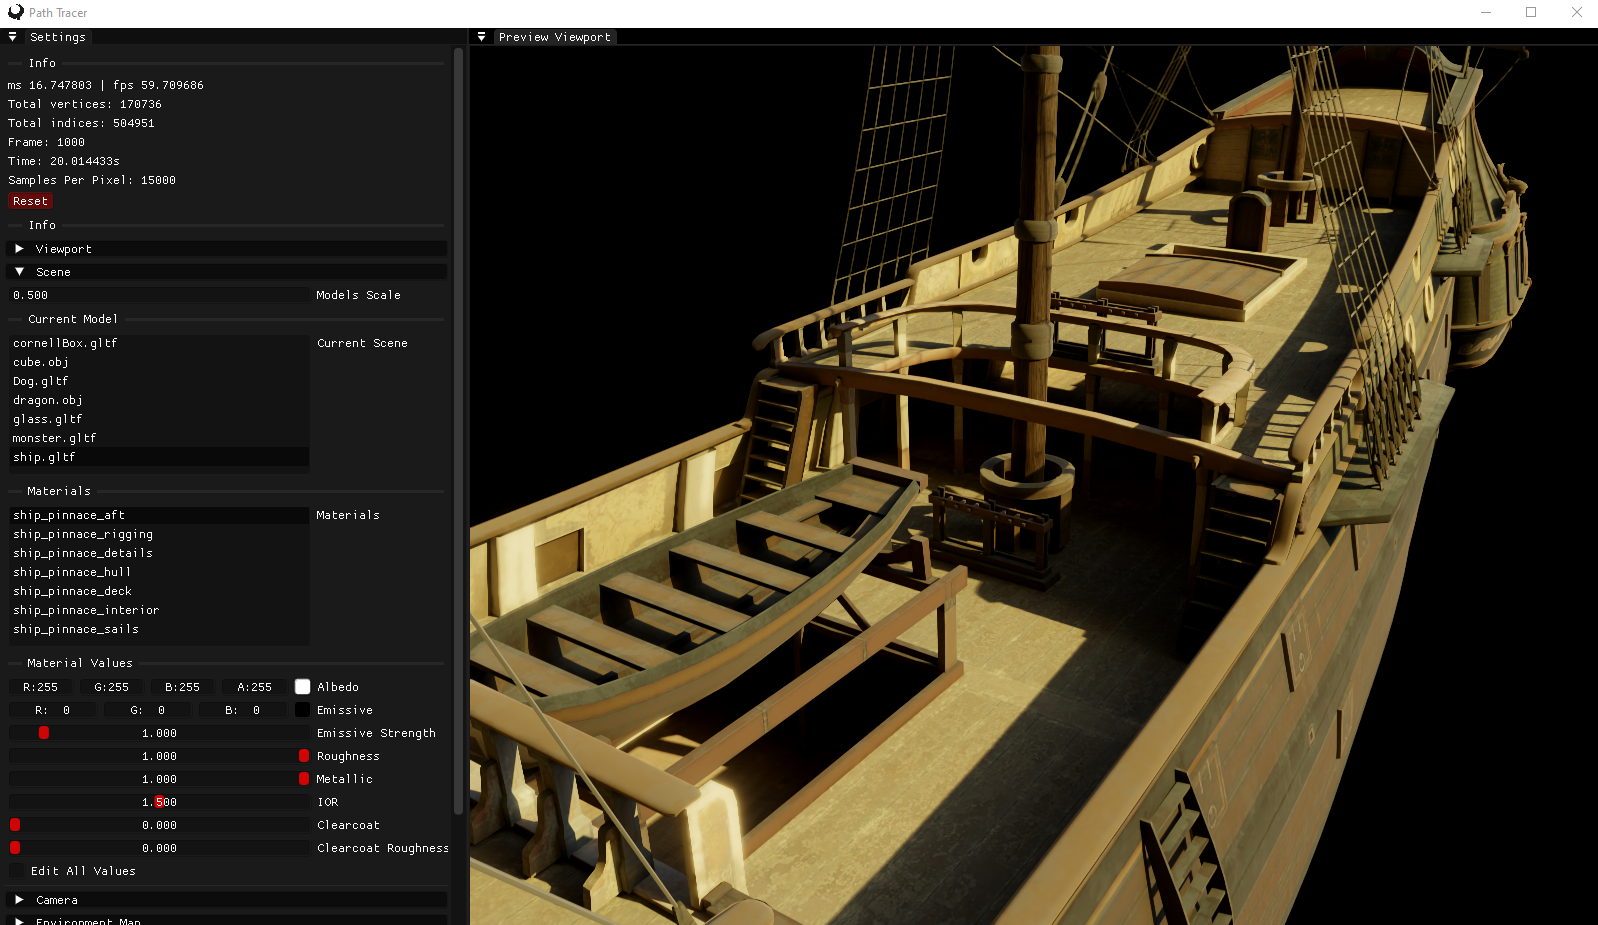 Path Tracer
Settings
Info
ms 16.747803 | fps 59.709686
Total vertices: 170736
Total indices: 504951
Frame: 1000
Time: 20.014433s
Samples Per Pixel: 15000
Reset
Info
Viewport
Scene
0.500 Models Scale
Current Model
cornellBox.gltf Current Scene
cube.obj
Dog.gltf
dragon.obj
glass.gltf
monster.gltf
ship.gltf
Materials
ship_pinnace_aft Materials
ship_pinnace_rigging
ship_pinnace_details
ship_pinnace_hull
ship_pinnace_deck
ship_pinnace_interior
ship_pinnace_sails
Material Values
R:255 G:255 B:255 A:255 Albedo
R: 0 G: 0 B: 0 Emissive
1.000 Emissive Strength
1.000 Roughness
1.000 Metallic
1.500 IOR
0.000 Clearcoat
0.000 Clearcoat Roughness
Edit All Values
Camera
Environment Map
Preview Viewport